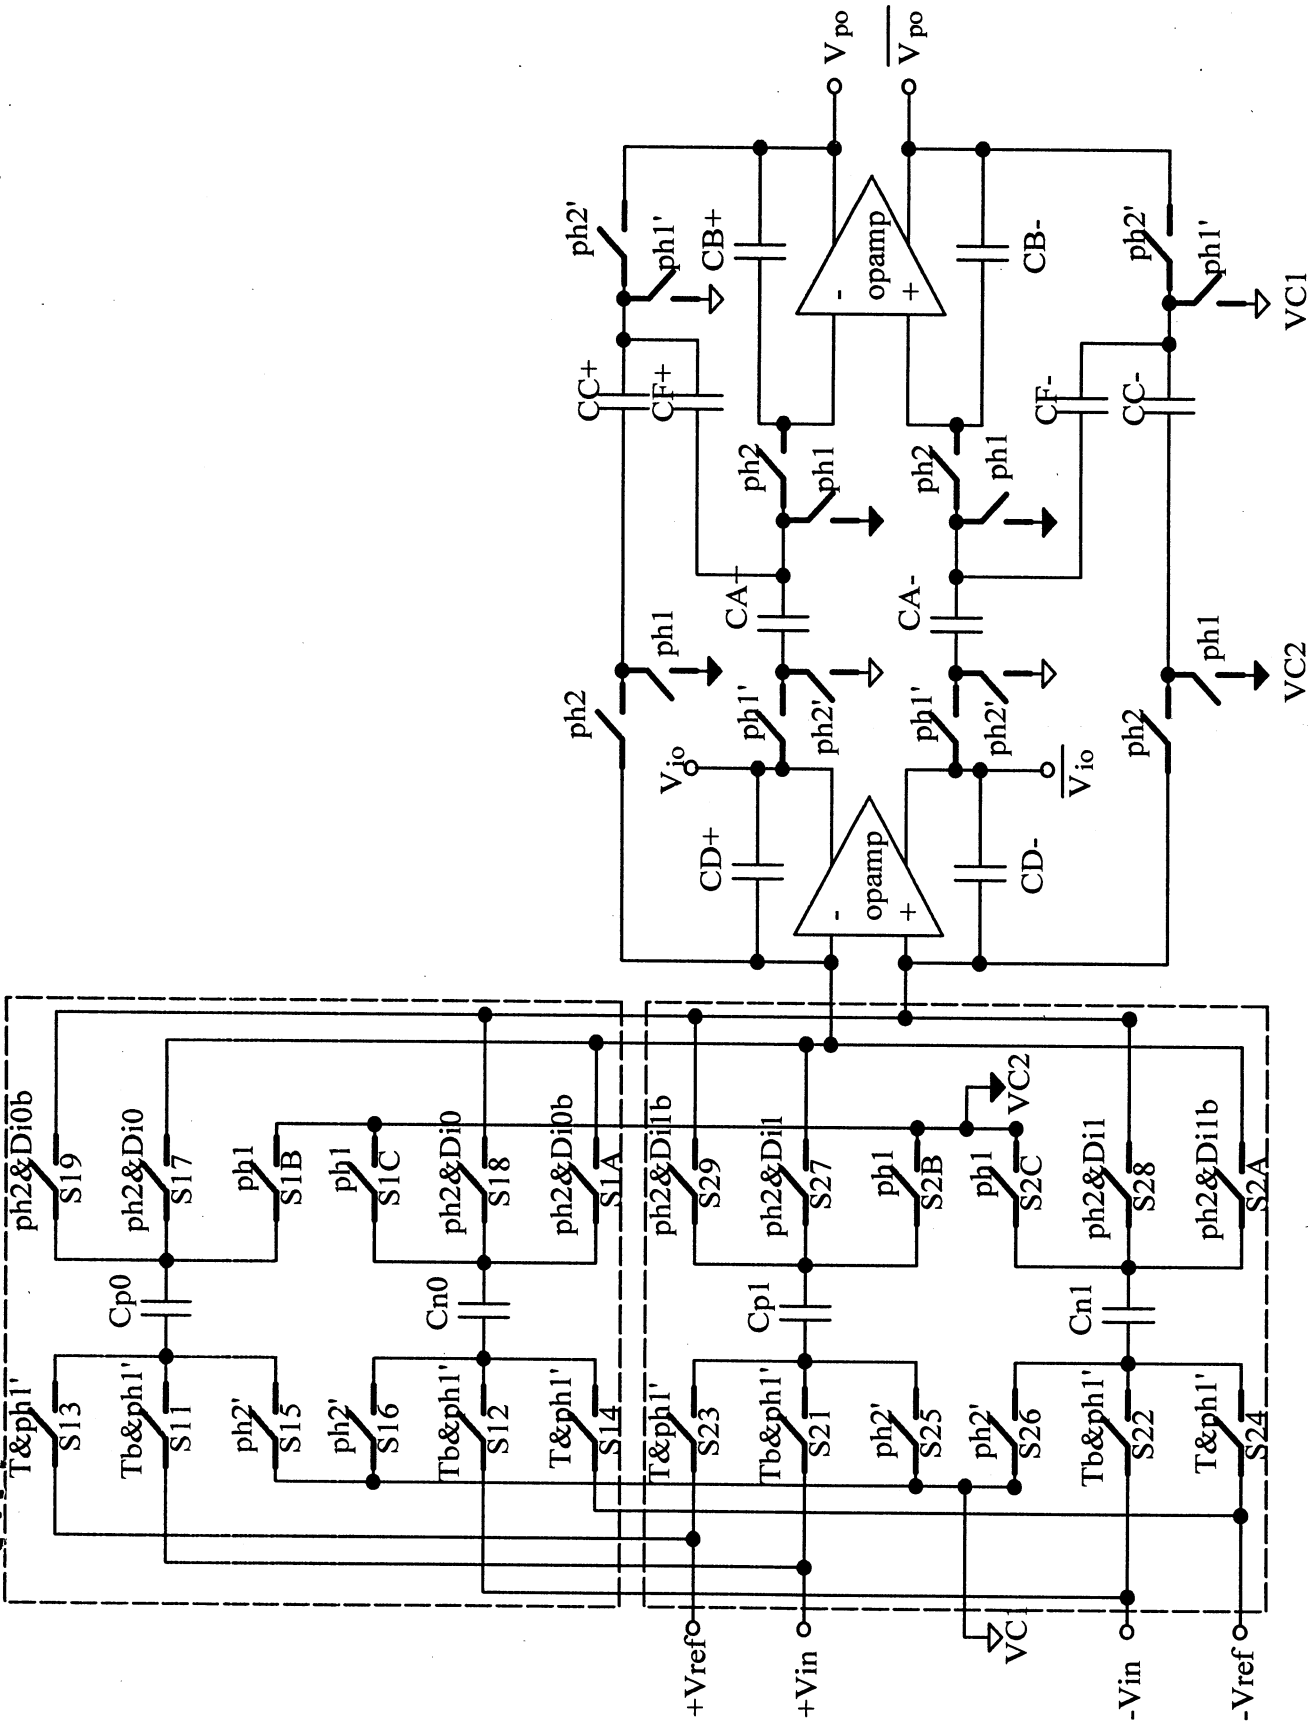 T&ph1'
S13
Tb&ph1'
S11
ph2'
S15
ph2'
S16
Tb&ph1'
S12
T&ph1'
S14
T&ph1'
S23
Tb&ph1'
S21
ph2'
S25
ph2'
S26
Tb&ph1'
S22
T&ph1'
S24
+Vref
+Vin
VC1
-Vin
-Vref
Cp0
Cn0
Cp1
Cn1
ph2&Di0b
S19
ph2&Di0
S17
ph1
S1B
ph1
S1C
ph2&Di0
S18
ph2&Di0b
S1A
ph2&Di1b
S29
ph2&Di1
S27
ph1
S2B
ph1
S2C
ph2&Di1
S28
ph2&Di1b
S2A
VC2
CD+
opamp
-
+
CD-
Vio
Vio
ph2
ph1
ph1'
ph2'
ph1'
ph2'
ph2
ph1
VC2
CA+
CA-
CC+
CF+
CF-
CC-
ph2
ph1
ph2
ph1
ph2'
ph1'
ph2'
ph1'
VC1
CB+
opamp
-
+
CB-
Vpo
Vpo